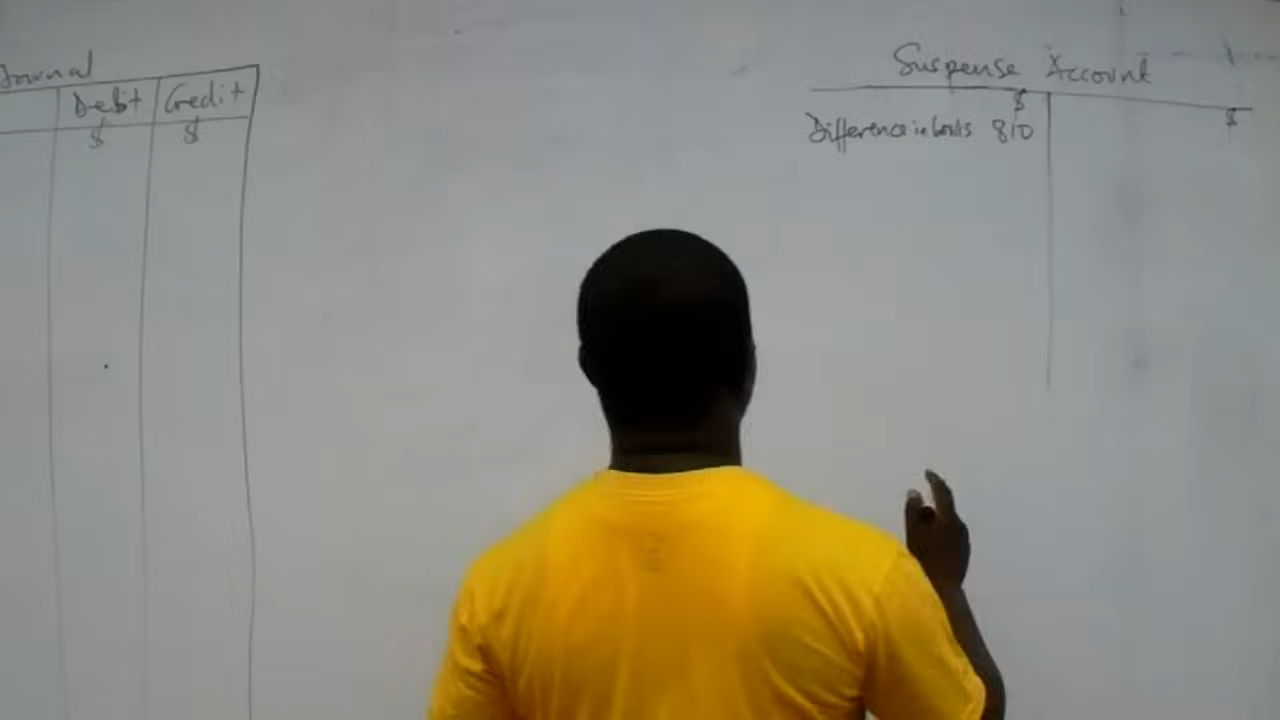 Journal
Debit Credit
$ $
Suspense Account
$ $
Difference in books 810